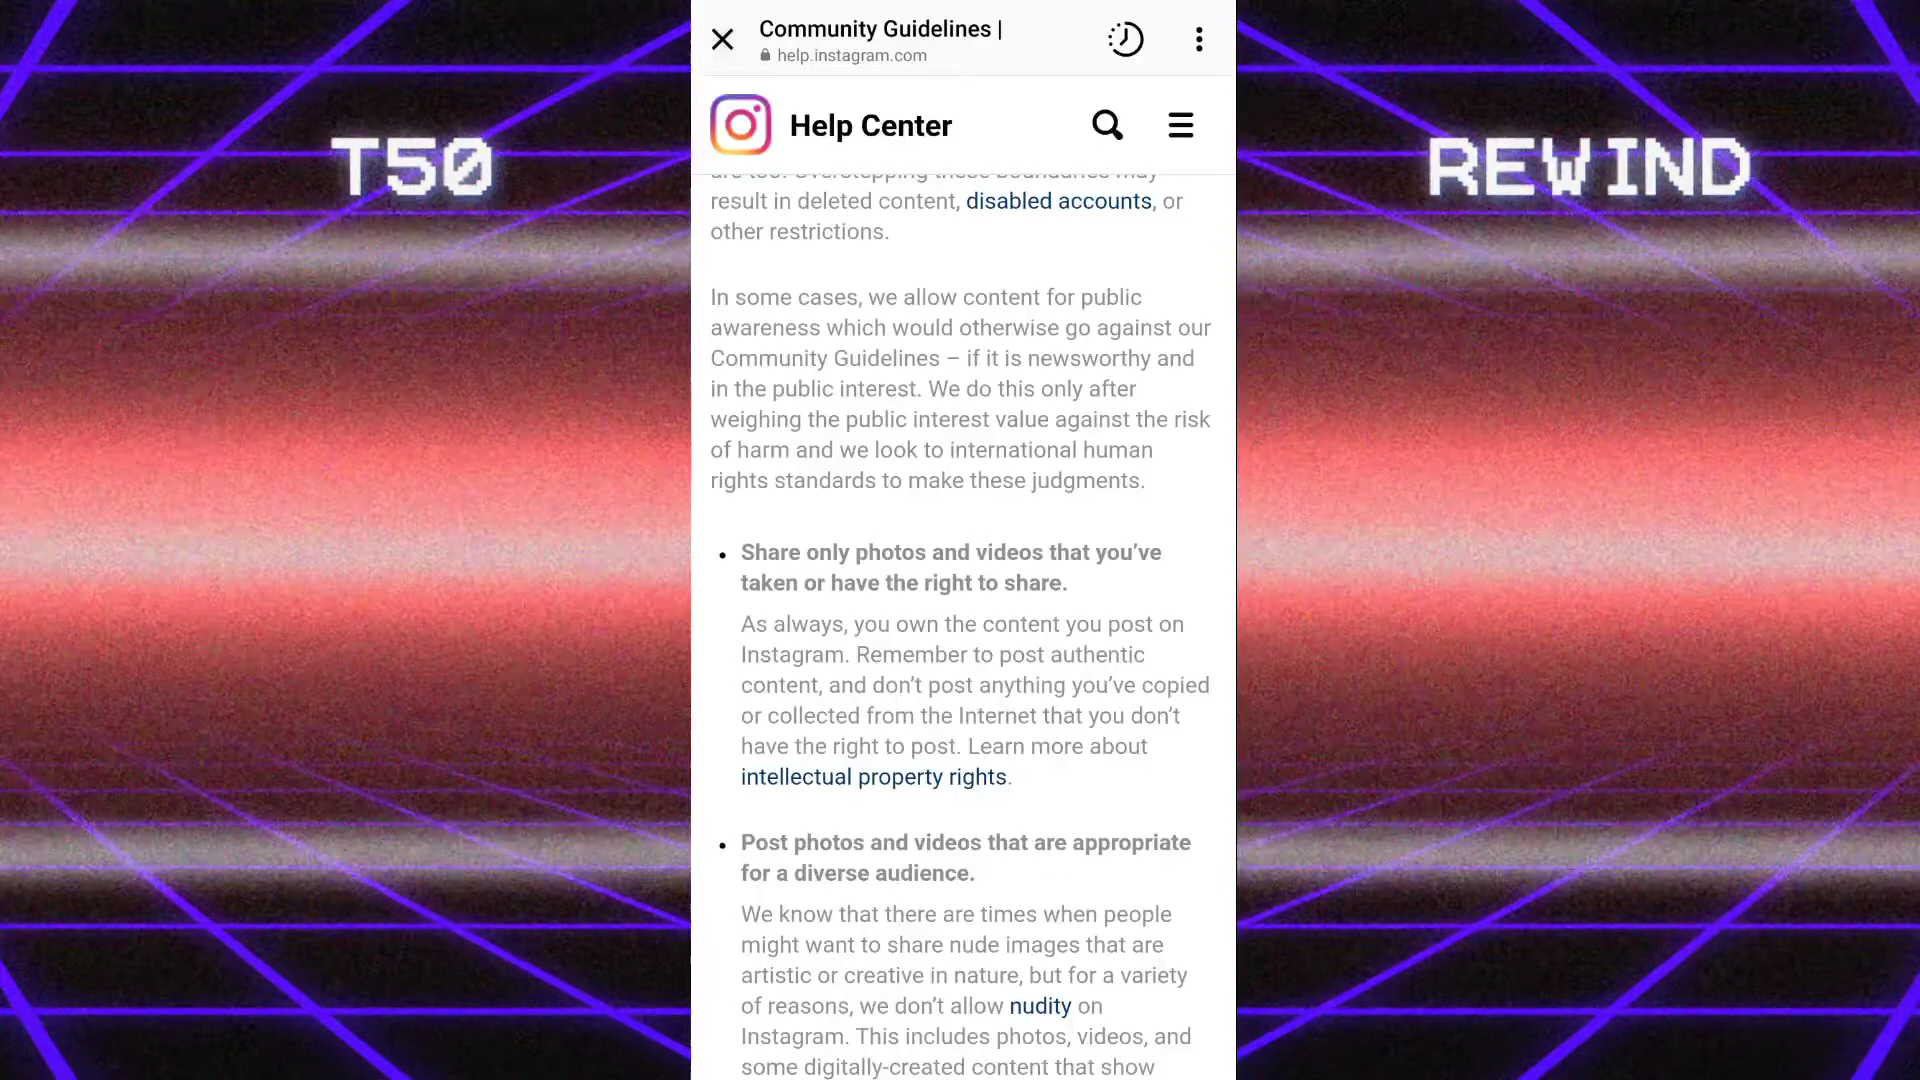 Community Guidelines |
help.instagram.com
Help Center
T50
REWIND
are too. Overstepping these boundaries may
result in deleted content, disabled accounts, or
other restrictions.
In some cases, we allow content for public
awareness which would otherwise go against our
Community Guidelines – if it is newsworthy and
in the public interest. We do this only after
weighing the public interest value against the risk
of harm and we look to international human
rights standards to make these judgments.
• Share only photos and videos that you’ve
taken or have the right to share.
As always, you own the content you post on
Instagram. Remember to post authentic
content, and don’t post anything you’ve copied
or collected from the Internet that you don’t
have the right to post. Learn more about
intellectual property rights.
• Post photos and videos that are appropriate
for a diverse audience.
We know that there are times when people
might want to share nude images that are
artistic or creative in nature, but for a variety
of reasons, we don’t allow nudity on
Instagram. This includes photos, videos, and
some digitally-created content that show